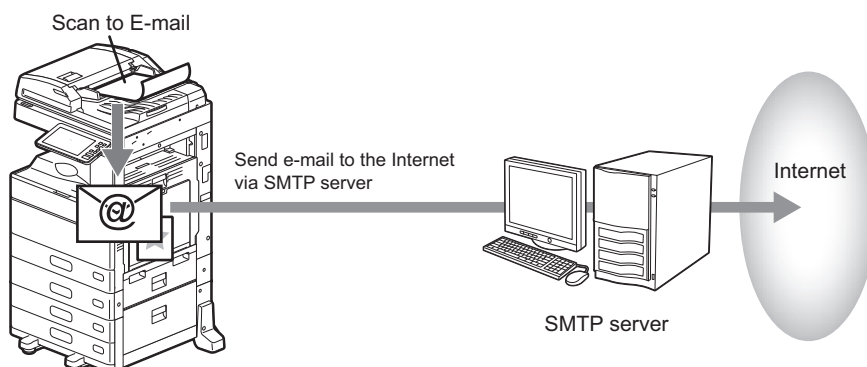 Scan to E-mail
Send e-mail to the Internet
via SMTP server
Internet
@
SMTP server